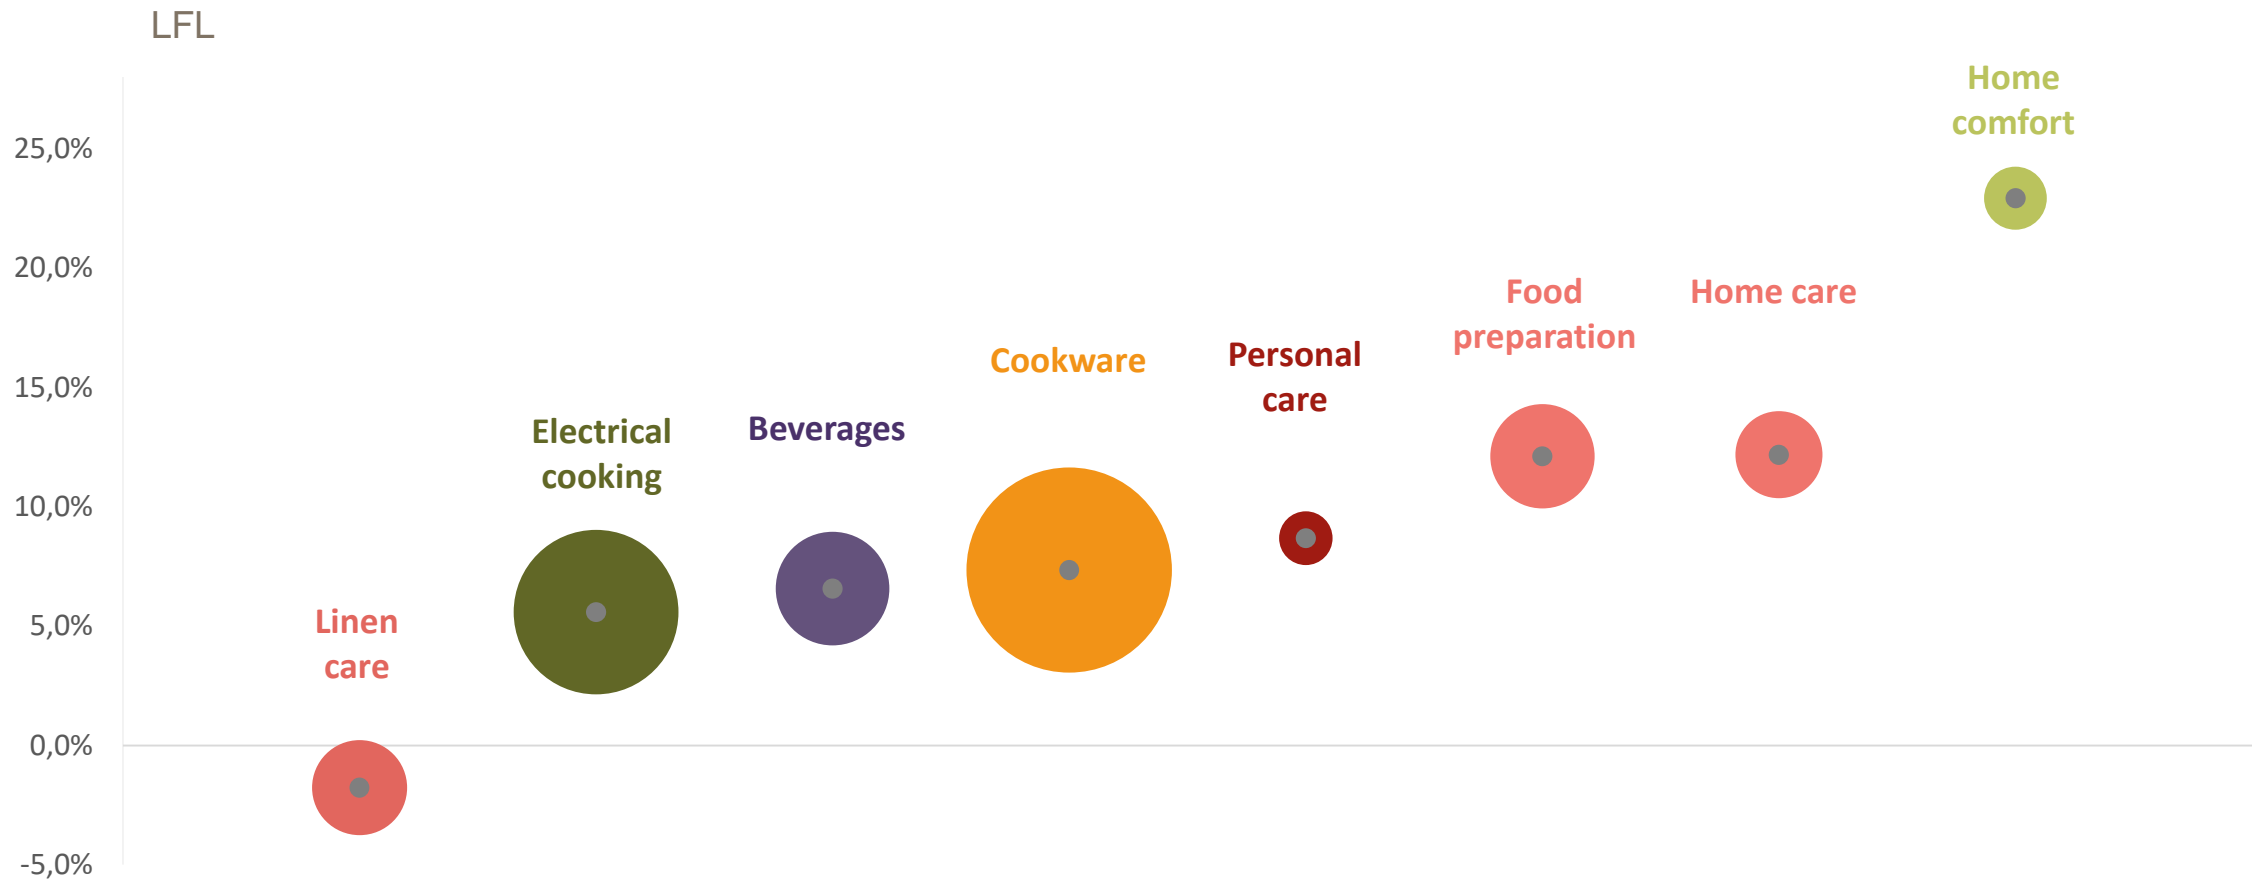 LFL
25,0%
20,0%
15,0%
10,0%
5,0%
0,0%
-5,0%
Linen
care
Electrical
cooking
Beverages
Cookware
Personal
care
Food
preparation
Home care
Home
comfort